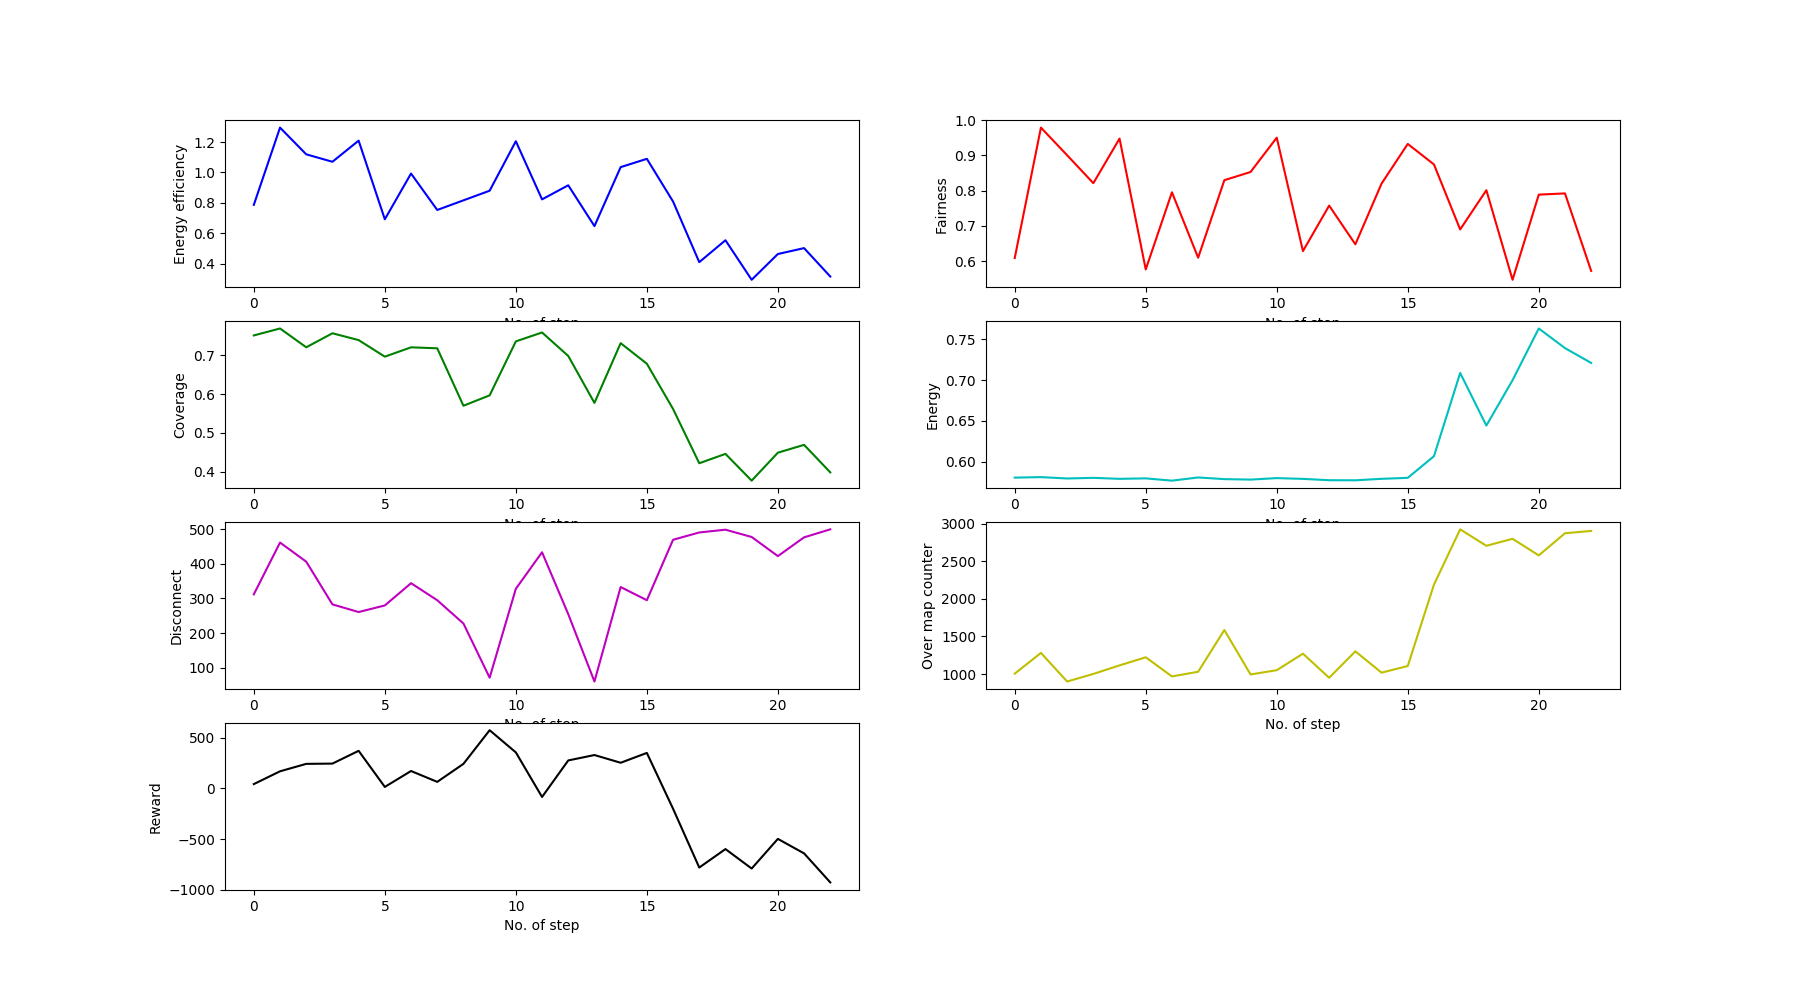 Energy efficiency
1.2
1.0
0.8
0.6
0.4
0 5 10 15 20
Fairness
1.0
0.9
0.8
0.7
0.6
0 5 10 15 20
Coverage
0.7
0.6
0.5
0.4
0 5 10 15 20
Energy
0.75
0.70
0.65
0.60
0 5 10 15 20
Disconnect
500
400
300
200
100
0 5 10 15 20
Over map counter
3000
2500
2000
1500
1000
0 5 10 15 20
No. of step
Reward
500
0
−500
−1000
0 5 10 15 20
No. of step